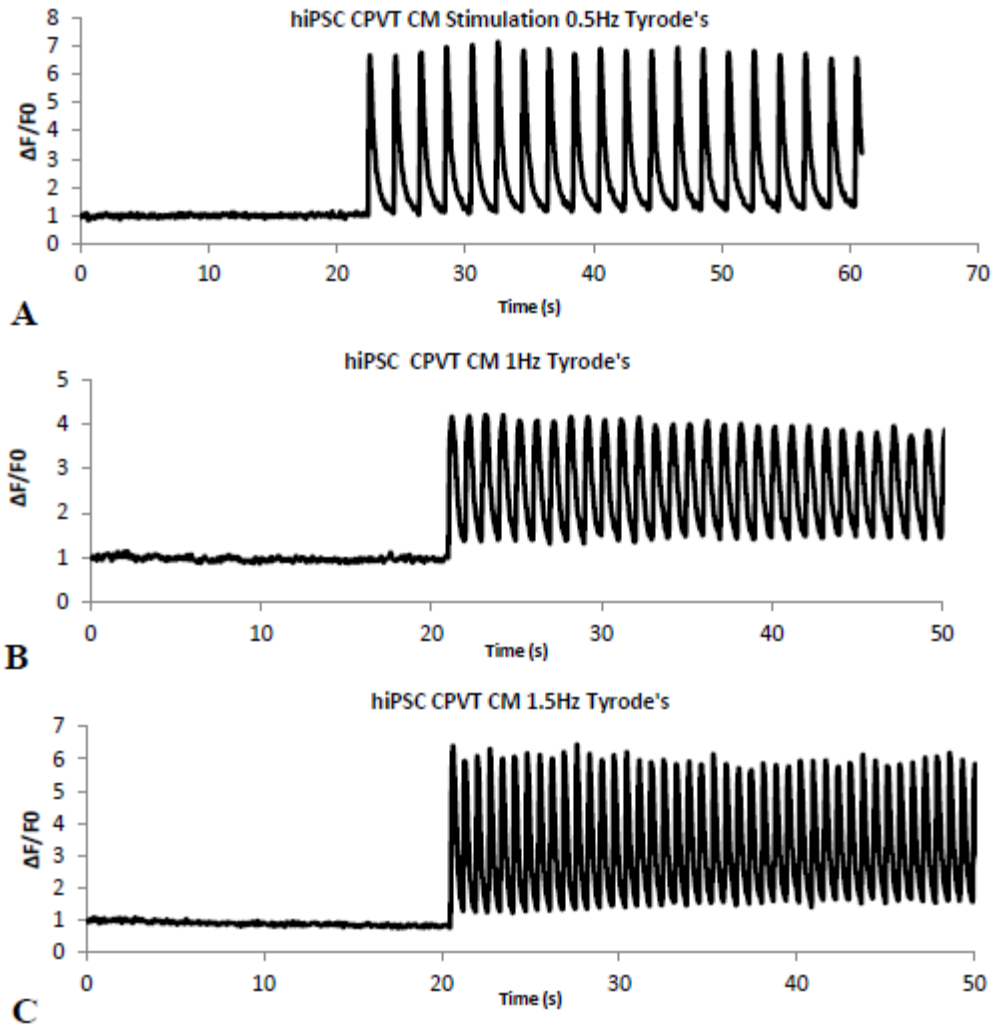 hiPSC CPVT CM Stimulation 0.5Hz Tyrode's
8
7
6
5
4
3
2
1
0
ΔF/F0
0 10 20 30 40 50 60 70
Time (s)
A
hiPSC CPVT CM 1Hz Tyrode's
5
4
3
2
1
0
ΔF/F0
0 10 20 30 40 50
Time (s)
B
hiPSC CPVT CM 1.5Hz Tyrode's
7
6
5
4
3
2
1
0
ΔF/F0
0 10 20 30 40 50
Time (s)
C